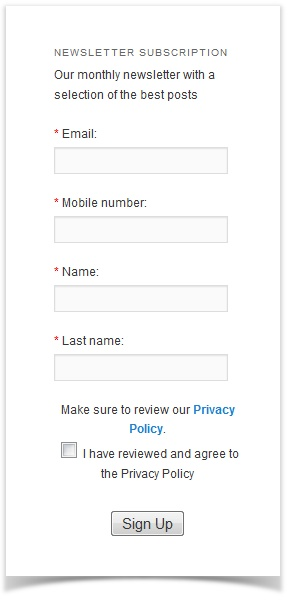 NEWSLETTER SUBSCRIPTION
Our monthly newsletter with a
selection of the best posts
* Email:
* Mobile number:
* Name:
* Last name:
Make sure to review our Privacy
Policy.
I have reviewed and agree to
the Privacy Policy
Sign Up